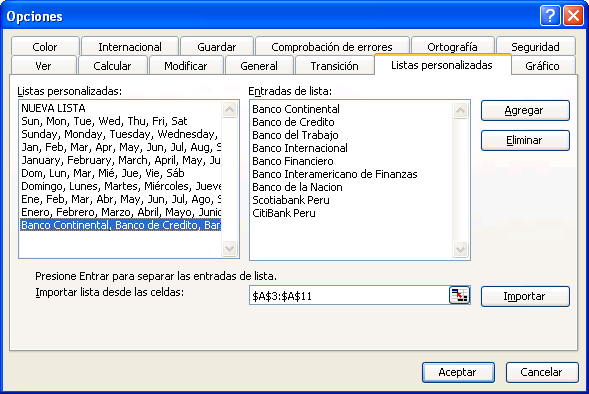 Opciones
Color Internacional Guardar Comprobación de errores Ortografía Seguridad
Ver Calcular Modificar General Transición Listas personalizadas Gráfico
Listas personalizadas:
NUEVA LISTA
Sun, Mon, Tue, Wed, Thu, Fri, Sat
Sunday, Monday, Tuesday, Wednesday,
Jan, Feb, Mar, Apr, May, Jun, Jul, Aug, S
January, February, March, April, May, Ju
Dom, Lun, Mar, Mié, Jue, Vie, Sáb
Domingo, Lunes, Martes, Miércoles, Jueve
Ene, Feb, Mar, Abr, May, Jun, Jul, Ago, S
Enero, Febrero, Marzo, Abril, Mayo, Junio
Banco Continental, Banco de Credito, Ban
Entradas de lista:
Banco Continental
Banco de Credito
Banco del Trabajo
Banco Internacional
Banco Financiero
Banco Interamericano de Finanzas
Banco de la Nacion
Scotiabank Peru
CitiBank Peru
Agregar
Eliminar
Presione Entrar para separar las entradas de lista.
Importar lista desde las celdas:
$A$3:$A$11
Importar
Aceptar
Cancelar